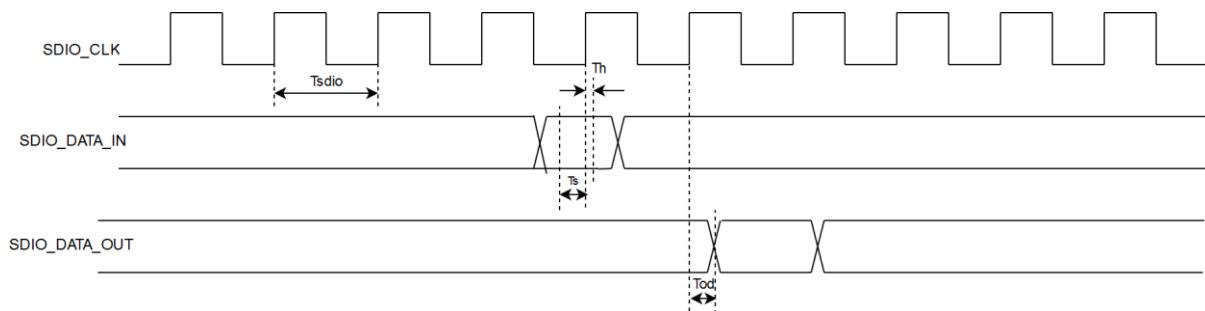 SDIO_CLK
Th
Tsdio
SDIO_DATA_IN
Ts
SDIO_DATA_OUT
Tod